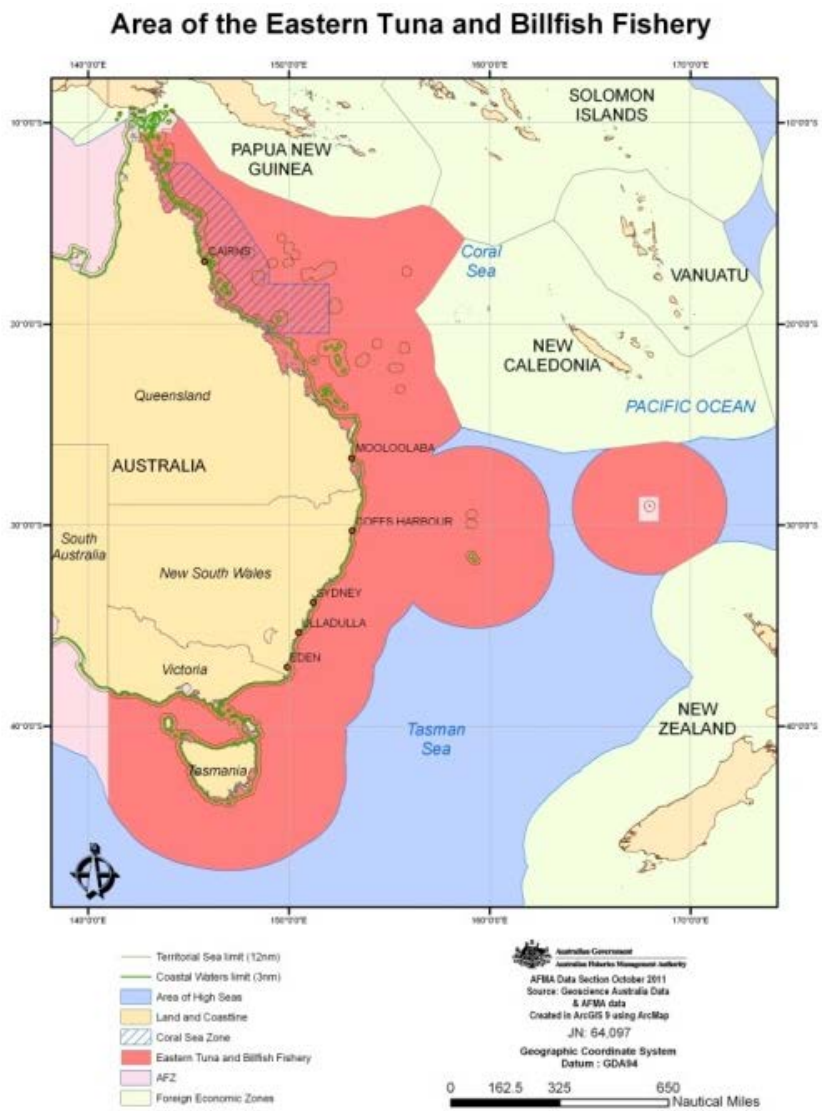 Area of the Eastern Tuna and Billfish Fishery
140°0'0"E 150°0'0"E 160°0'0"E 170°0'0"E
SOLOMON
ISLANDS
10°0'0"S
10°0'0"S
PAPUA NEW
GUINEA
CAIRNS
Coral
Sea
VANUATU
20°0'0"S
20°0'0"S
NEW
CALEDONIA
Queensland
PACIFIC OCEAN
MOOLOOLABA
AUSTRALIA
COFFS HARBOUR
30°0'0"S
30°0'0"S
South
Australia
New South Wales
SYDNEY
ULLADULLA
EDEN
Victoria
NEW
ZEALAND
40°0'0"S
40°0'0"S
Tasman
Sea
Tasmania
140°0'0"E 150°0'0"E 160°0'0"E 170°0'0"E
Territorial Sea limit (12nm)
Coastal Waters limit (3nm)
Area of High Seas
Land and Coastline
Coral Sea Zone
Eastern Tuna and Billfish Fishery
AFZ
Foreign Economic Zones
Australian Government
Australian Fisheries Management Authority
AFMA Data Section October 2011
Source: Geoscience Australia Data
& AFMA data
Created in ArcGIS 9 using ArcMap
JN: 64,097
Geographic Coordinate System
Datum : GDA94
0 162.5 325 650
Nautical Miles